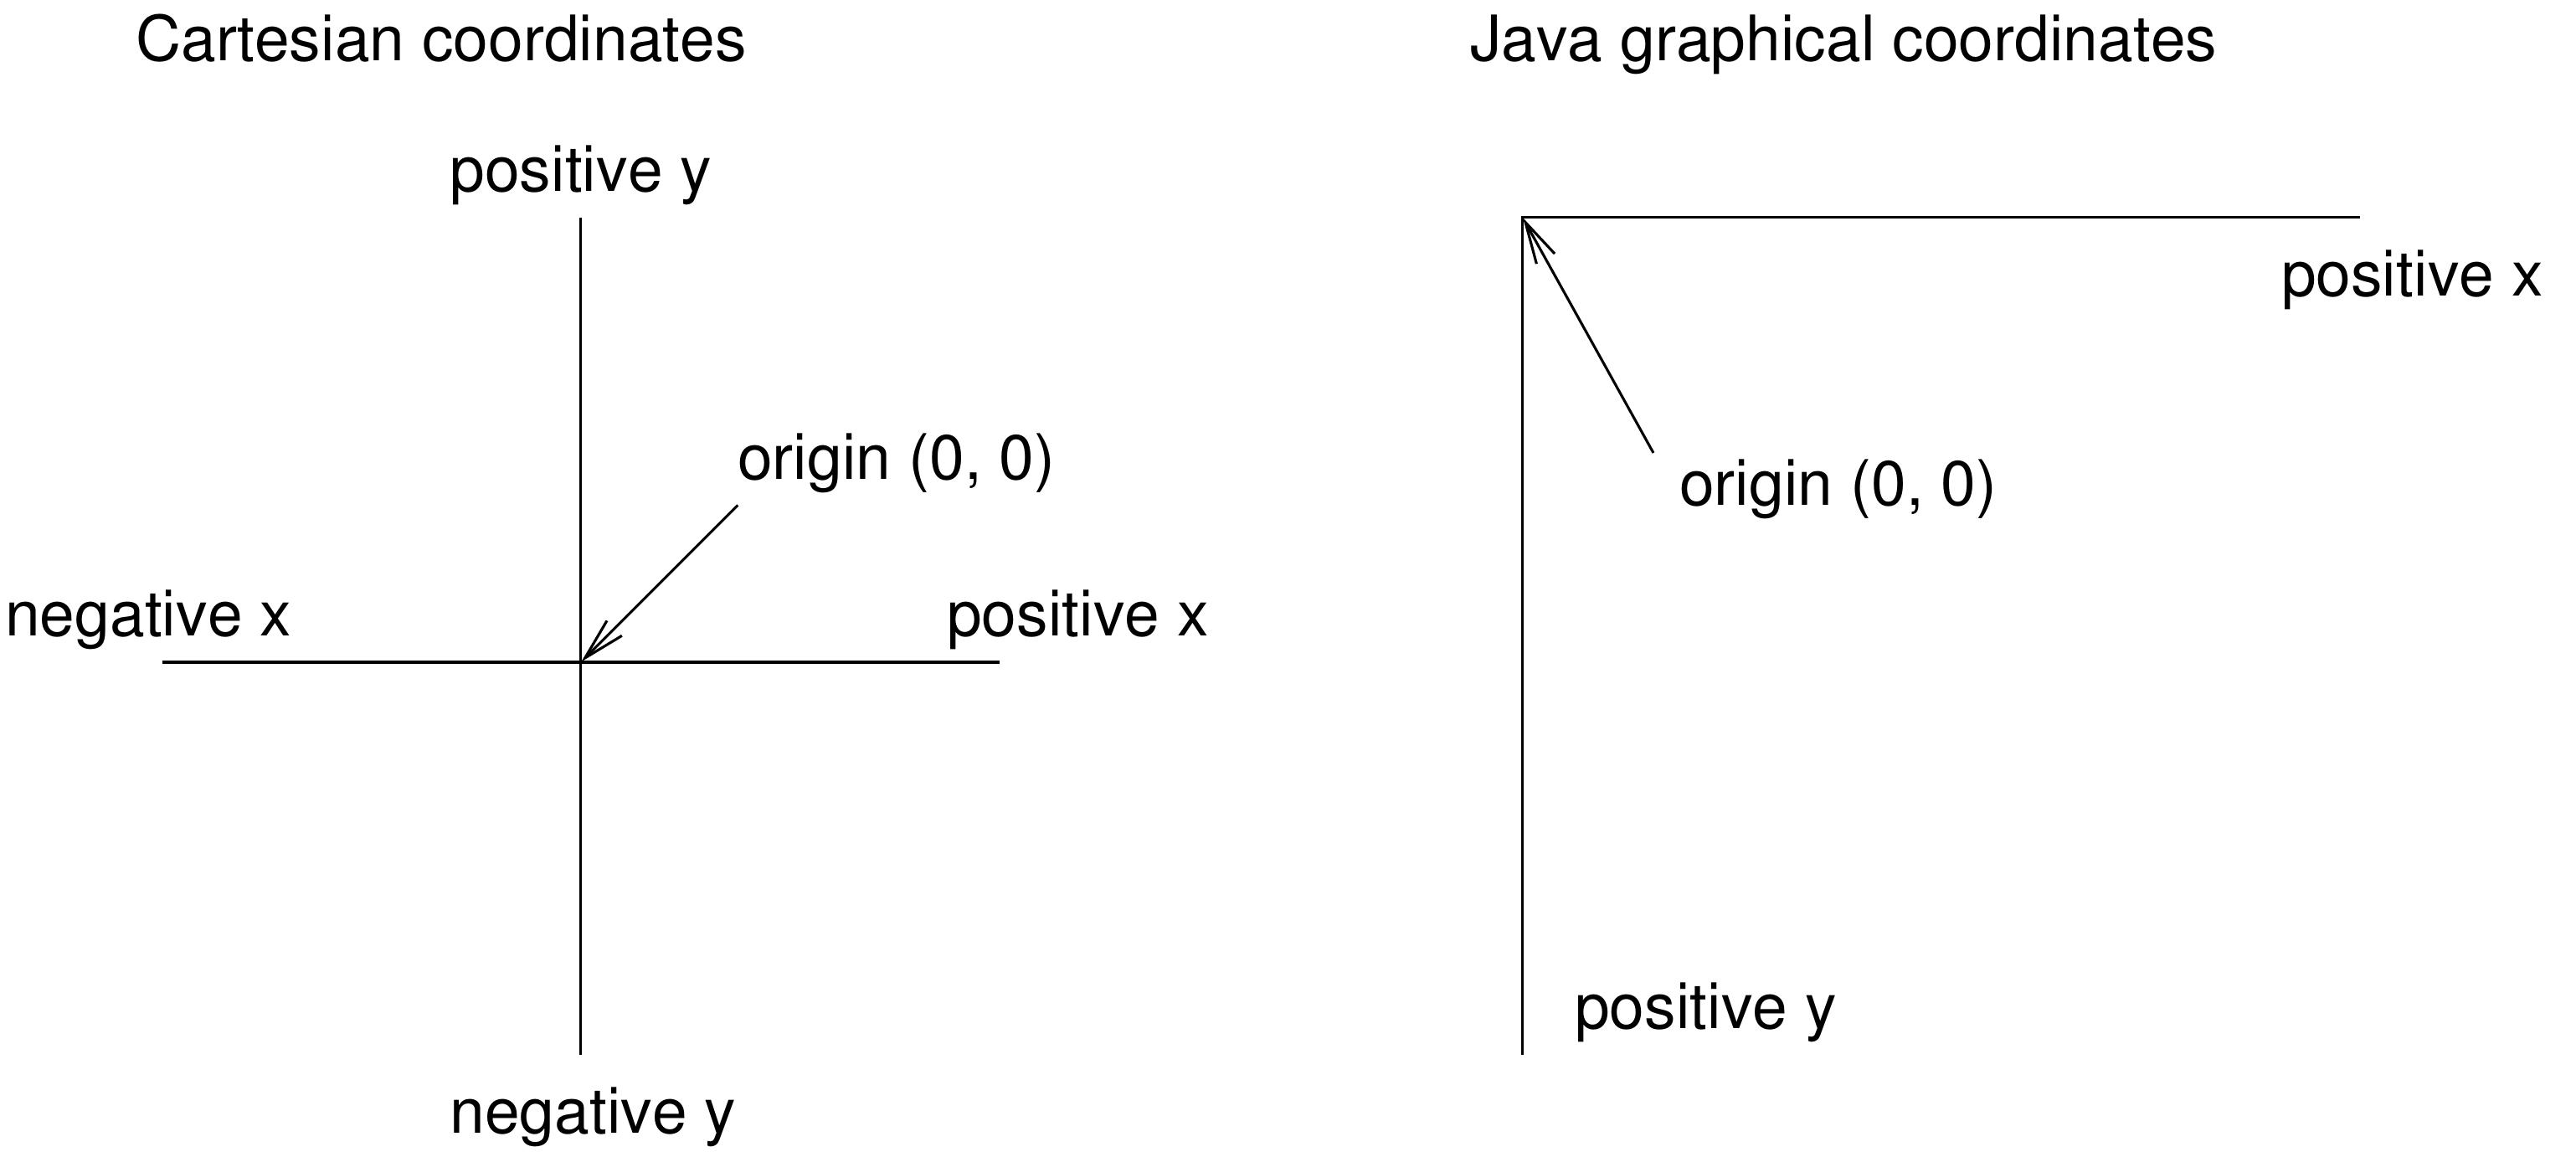 Cartesian coordinates
positive y
origin (0, 0)
negative x
positive x
negative y
Java graphical coordinates
positive x
origin (0, 0)
positive y